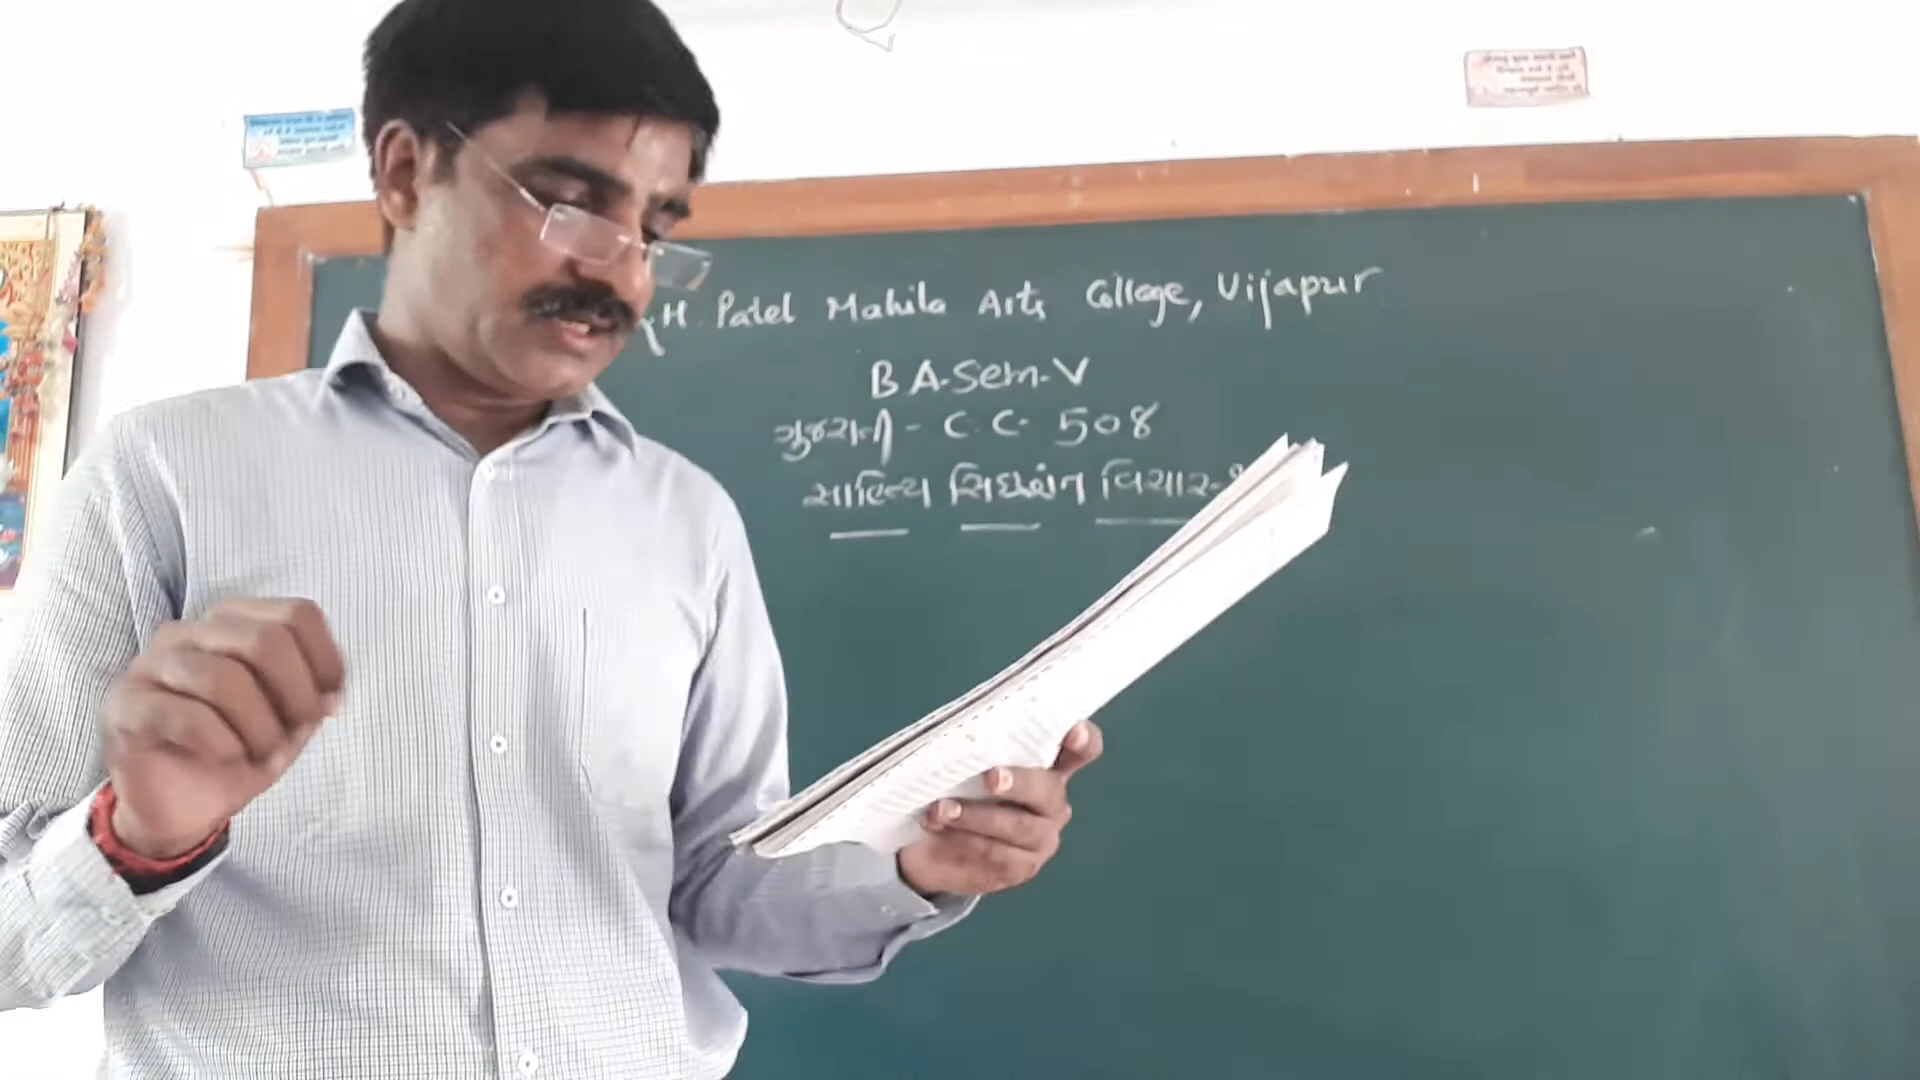 H. Patel Mahila Arts College, Vijapur
B A. Sem. V
ગુજરાતી - C. C. 508
સાહિત્ય સિદ્ધાંત વિચાર-